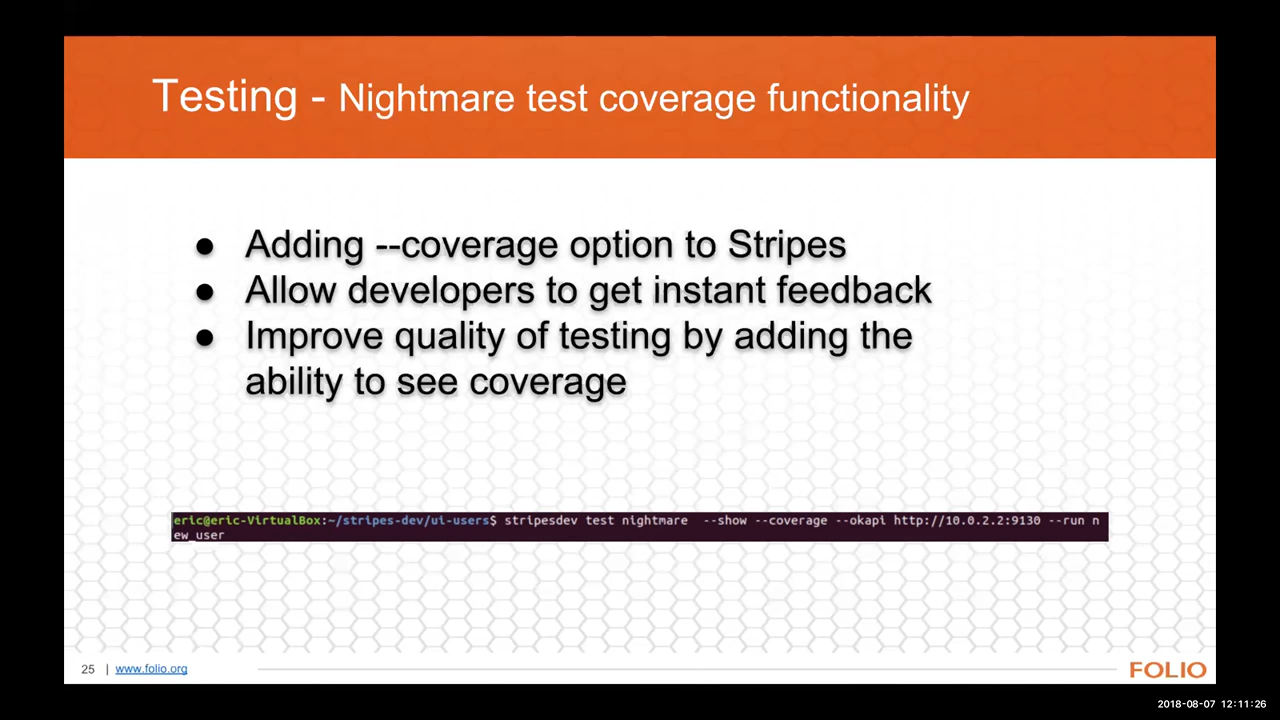 Testing - Nightmare test coverage functionality
● Adding --coverage option to Stripes
● Allow developers to get instant feedback
● Improve quality of testing by adding the
ability to see coverage
eric@eric-VirtualBox:~/stripes-dev/ui-users$ stripesdev test nightmare  --show --coverage --okapi http://10.0.2.2:9130 --run n
ew_user
25 | www.folio.org
FOLIO
2018-08-07 12:11:26